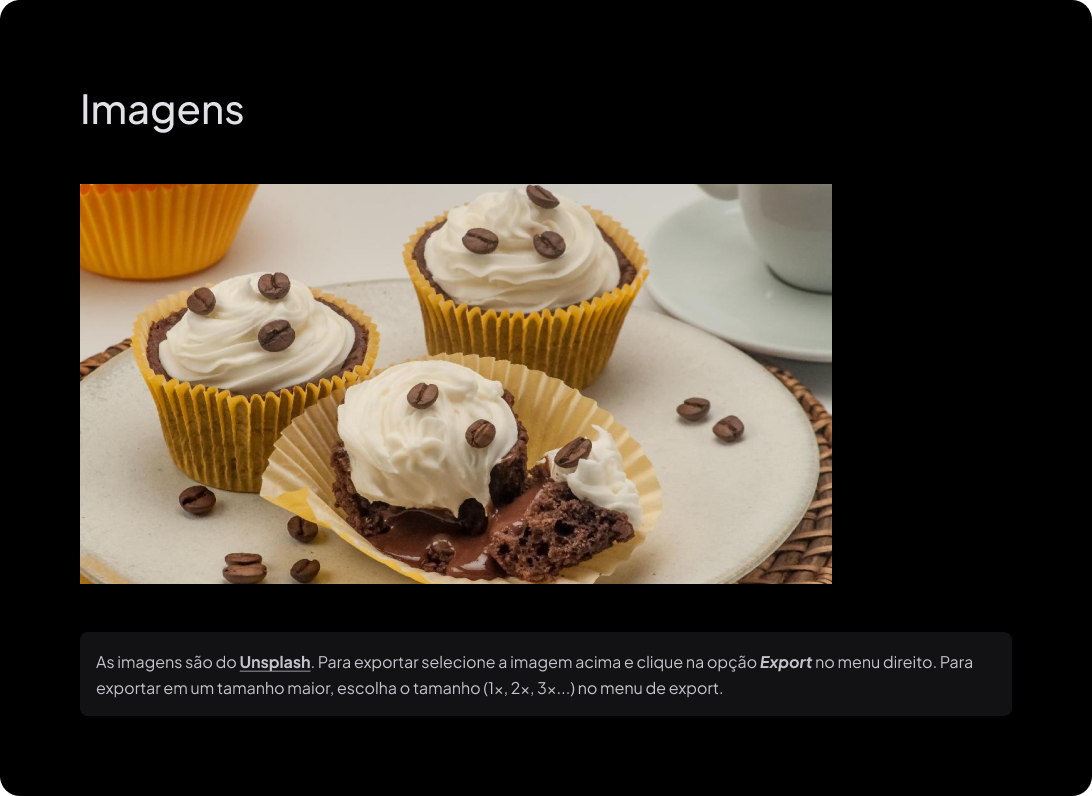 Imagens
As imagens são do Unsplash. Para exportar selecione a imagem acima e clique na opção Export no menu direito. Para
exportar em um tamanho maior, escolha o tamanho (1×, 2×, 3×...) no menu de export.